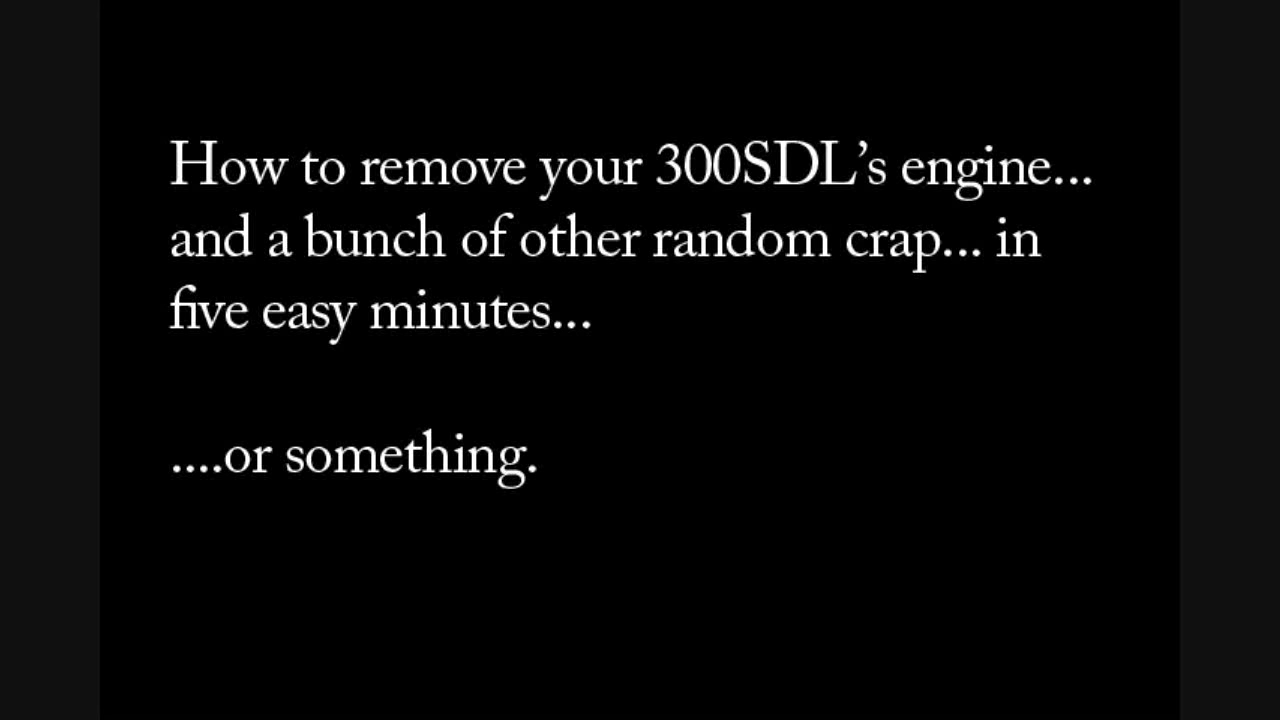 How to remove your 300SDL’s engine...
and a bunch of other random crap... in
five easy minutes...
....or something.